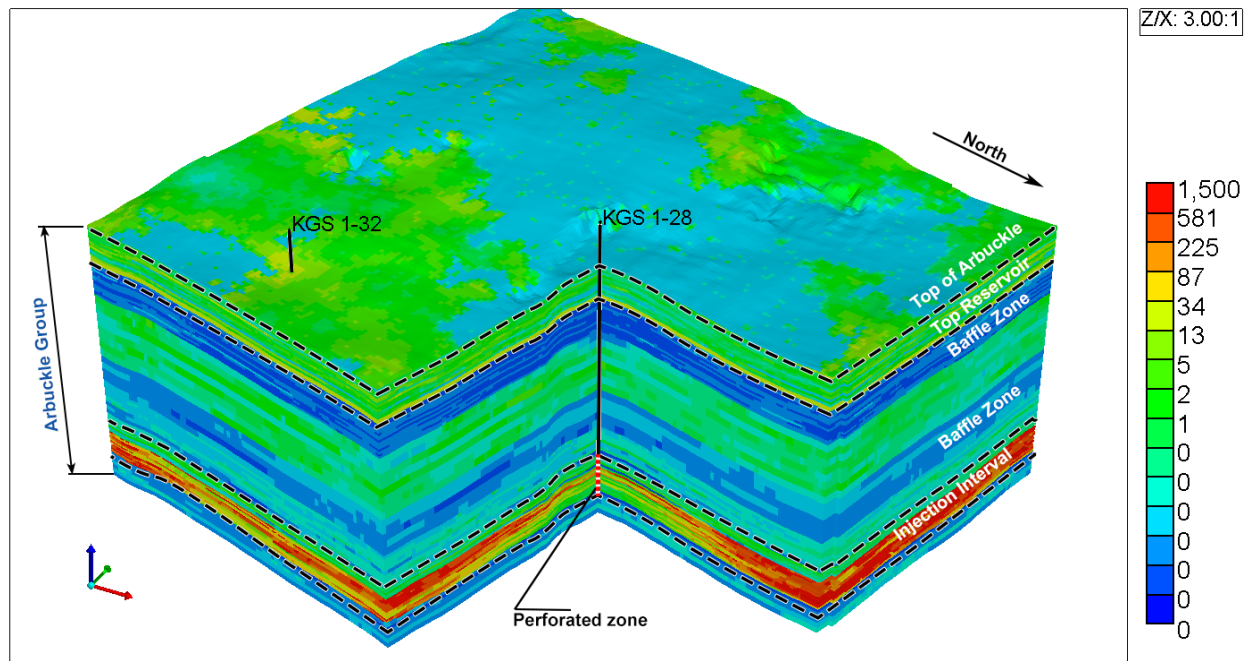 Z/X: 3.00:1
North
KGS 1-32
KGS 1-28
Top of Arbuckle
Top Reservoir
Baffle Zone
Arbuckle Group
Baffle Zone
Injection Interval
Perforated zone
1,500
581
225
87
34
13
5
2
1
0
0
0
0
0
0
0